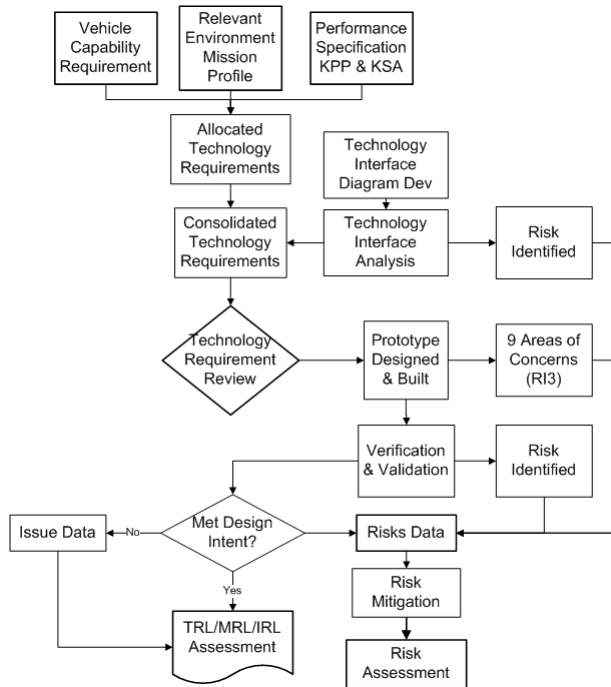 Vehicle
Capability
Requirement
Relevant
Environment
Mission
Profile
Performance
Specification
KPP & KSA
Allocated
Technology
Requirements
Technology
Interface
Diagram Dev
Consolidated
Technology
Requirements
Technology
Interface
Analysis
Risk
Identified
Technology
Requirement
Review
Prototype
Designed
& Built
9 Areas of
Concerns
(RI3)
Verification
& Validation
Risk
Identified
Issue Data
No
Met Design
Intent?
Risks Data
Yes
Risk
Mitigation
TRL/MRL/IRL
Assessment
Risk
Assessment